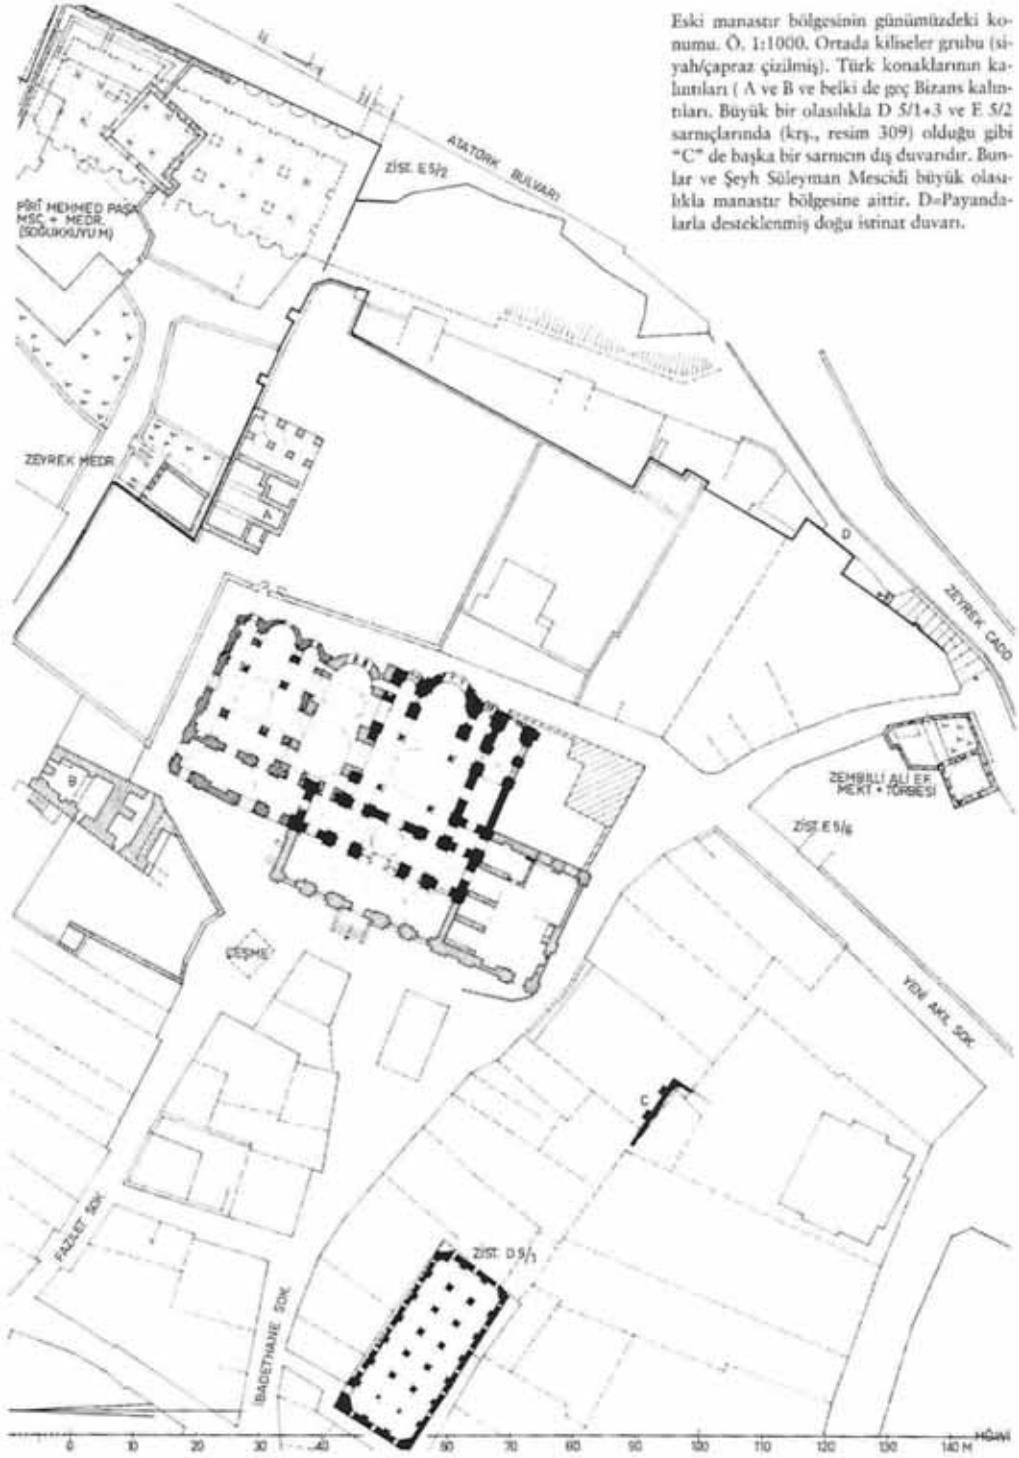 Eski manastır bölgesinin günümüzdeki ko-
numu. Ö. 1:1000. Ortada kiliseler grubu (si-
yah/çapraz çizilmiş). Türk konaklarının ka-
lıntıları ( A ve B ve belki de geç Bizans kalın-
tıları. Büyük bir olasılıkla D 5/1+3 ve E 5/2
sarnıçlarında (krş., resim 309) olduğu gibi
"C" de başka bir sarnıcın dış duvarıdır. Bun-
lar ve Şeyh Süleyman Mescidi büyük olası-
lıkla manastır bölgesine aittir. D=Payanda-
larla desteklenmiş doğu istinat duvarı.
ATATÜRK BULVARI
ZİST. E5/2
PİRİ MEHMED PAŞA
MSC. + MEDR.
(SOĞUKKUYU M)
ZEYREK MEDR.
A
D
ZEYREK CADD
B
ZEMBİLLİ ALİ EF.
MEKT + TÜRBESİ
ZİST. E5/6
ÇEŞME
YENİ AKIL SOK.
C
FAZİLET SOK.
ZİST. D5/1
İBADETHANE SOK.
0 10 20 30 40 50 60 70 80 90 100 110 120 130 140 M